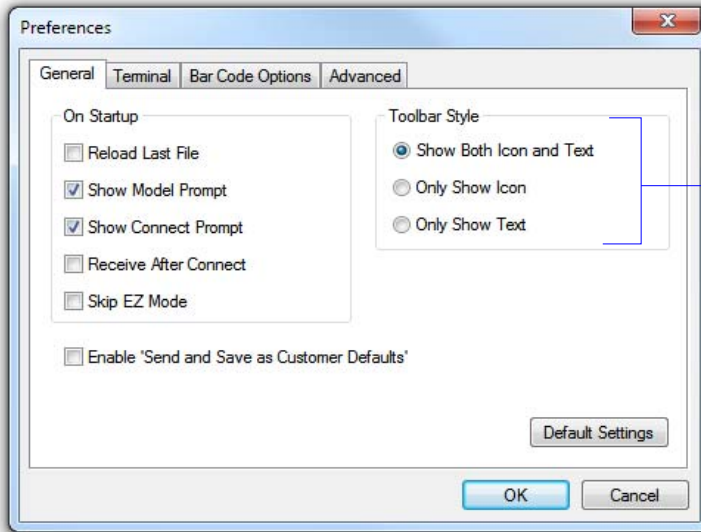 Preferences
General Terminal Bar Code Options Advanced
On Startup
Reload Last File
Show Model Prompt
Show Connect Prompt
Receive After Connect
Skip EZ Mode
Toolbar Style
Show Both Icon and Text
Only Show Icon
Only Show Text
Enable 'Send and Save as Customer Defaults'
Default Settings
OK Cancel